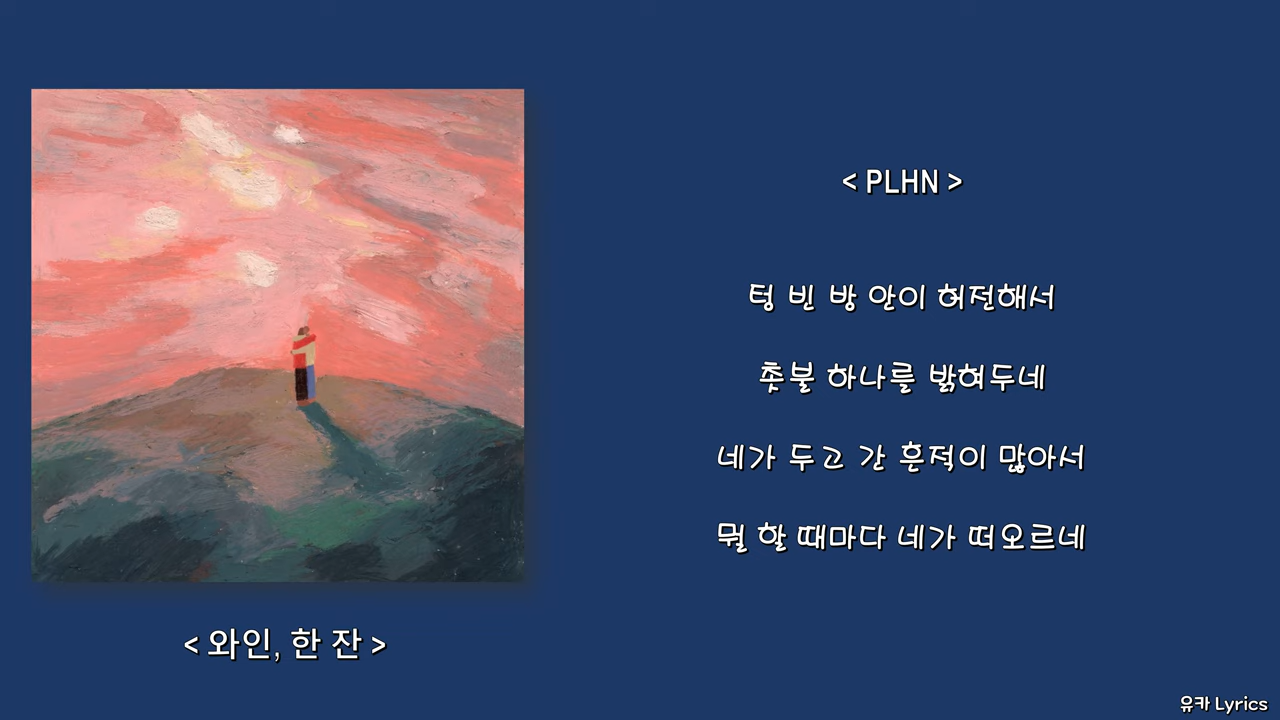 < PLHN >
텅 빈 방 안이 허전해서
촛불 하나를 밝혀두네
네가 두고 간 흔적이 많아서
뭘 할 때마다 네가 떠오르네
< 와인, 한 잔 >
유카 Lyrics